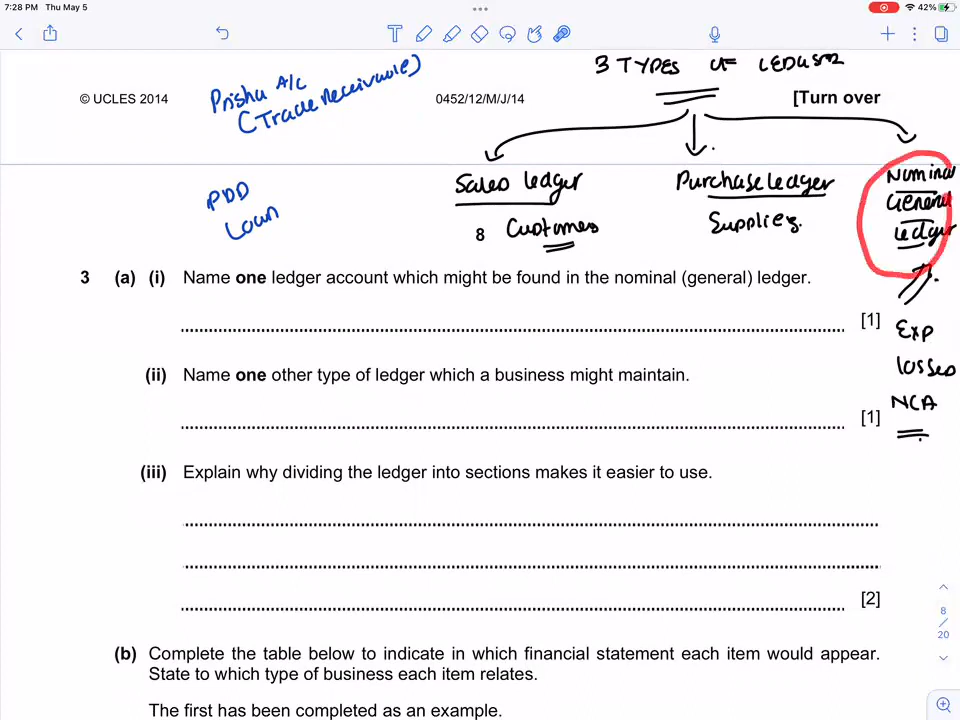 7:28 PM Thu May 5
42%
3 TYPES OF LEDGER
Prisha A/C
(Trade receivable)
© UCLES 2014
0452/12/M/J/14
[Turn over
Sales ledger
Purchase ledger
Nominal
General
ledger
PDD
Loan
8
Customers
Supplies.
3 (a) (i) Name one ledger account which might be found in the nominal (general) ledger.
[1]
Exp
losses
NCA
(ii) Name one other type of ledger which a business might maintain.
[1]
(iii) Explain why dividing the ledger into sections makes it easier to use.
[2]
8
/
20
(b) Complete the table below to indicate in which financial statement each item would appear.
State to which type of business each item relates.
The first has been completed as an example.